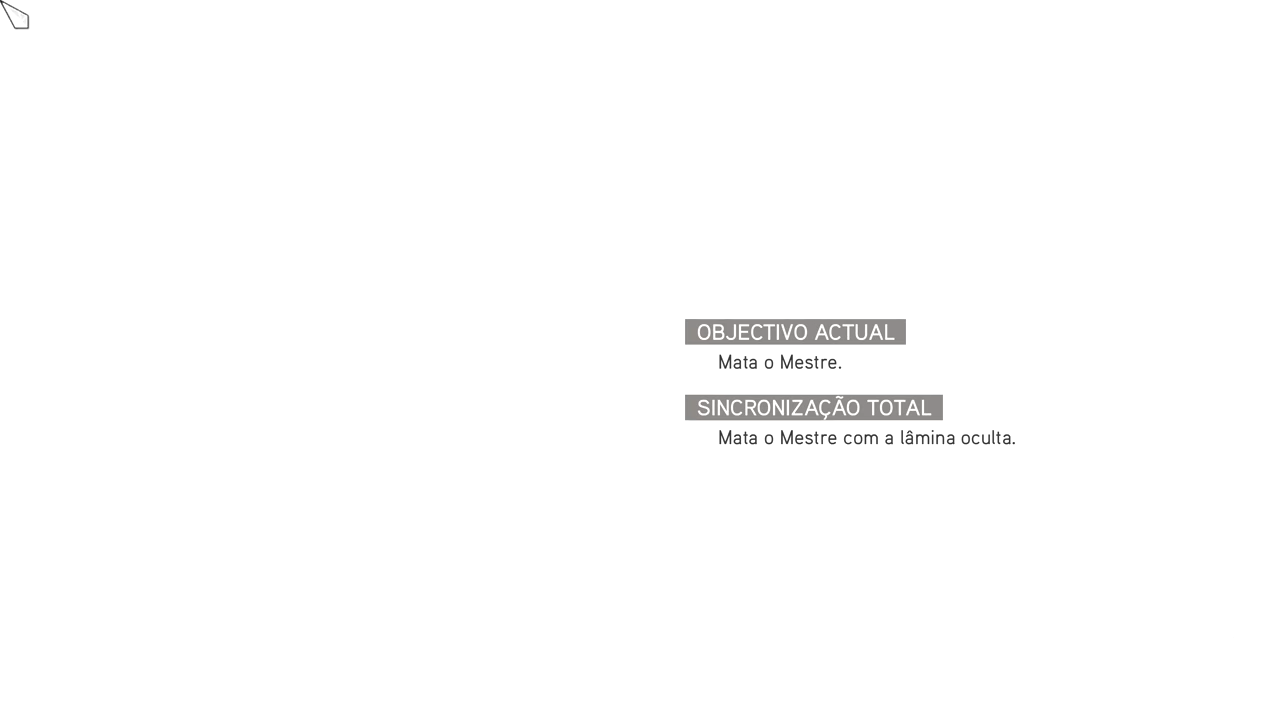 OBJECTIVO ACTUAL
Mata o Mestre.
SINCRONIZAÇÃO TOTAL
Mata o Mestre com a lâmina oculta.